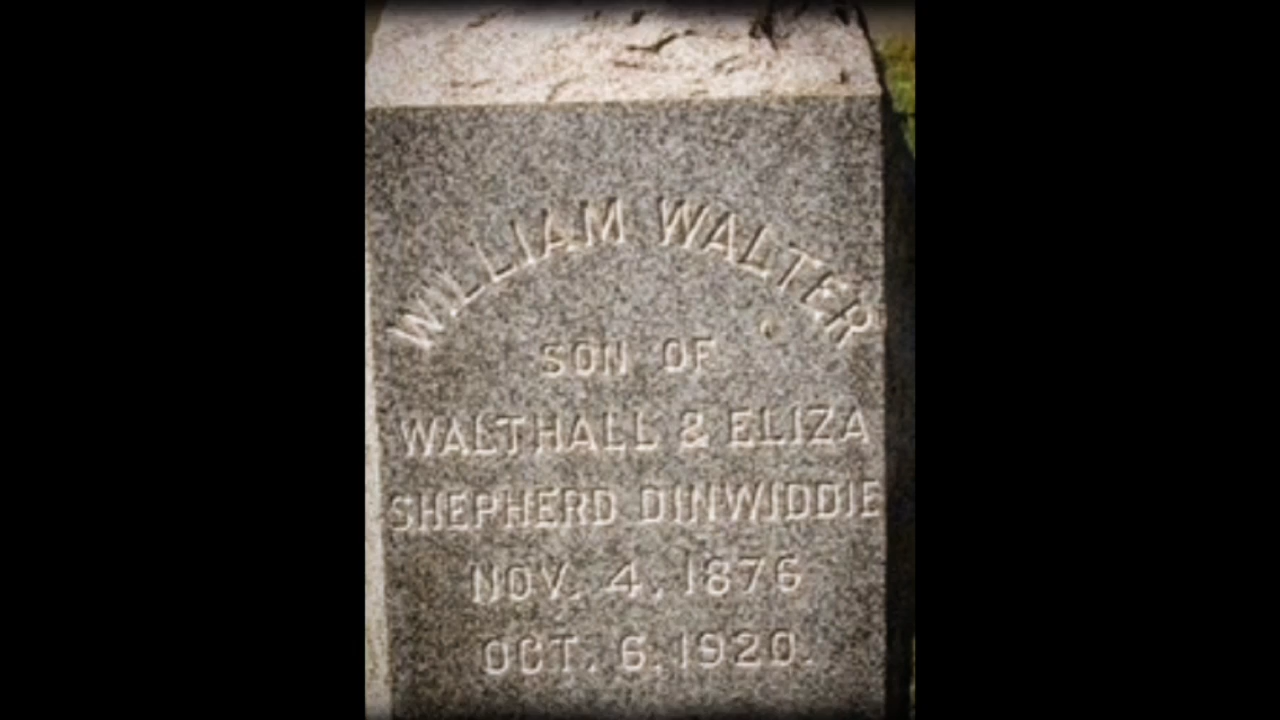 WILLIAM WALTER
SON OF
WALTHALL & ELIZA
SHEPHERD DINWIDDIE
NOV. 4, 1876
OCT. 6, 1920.